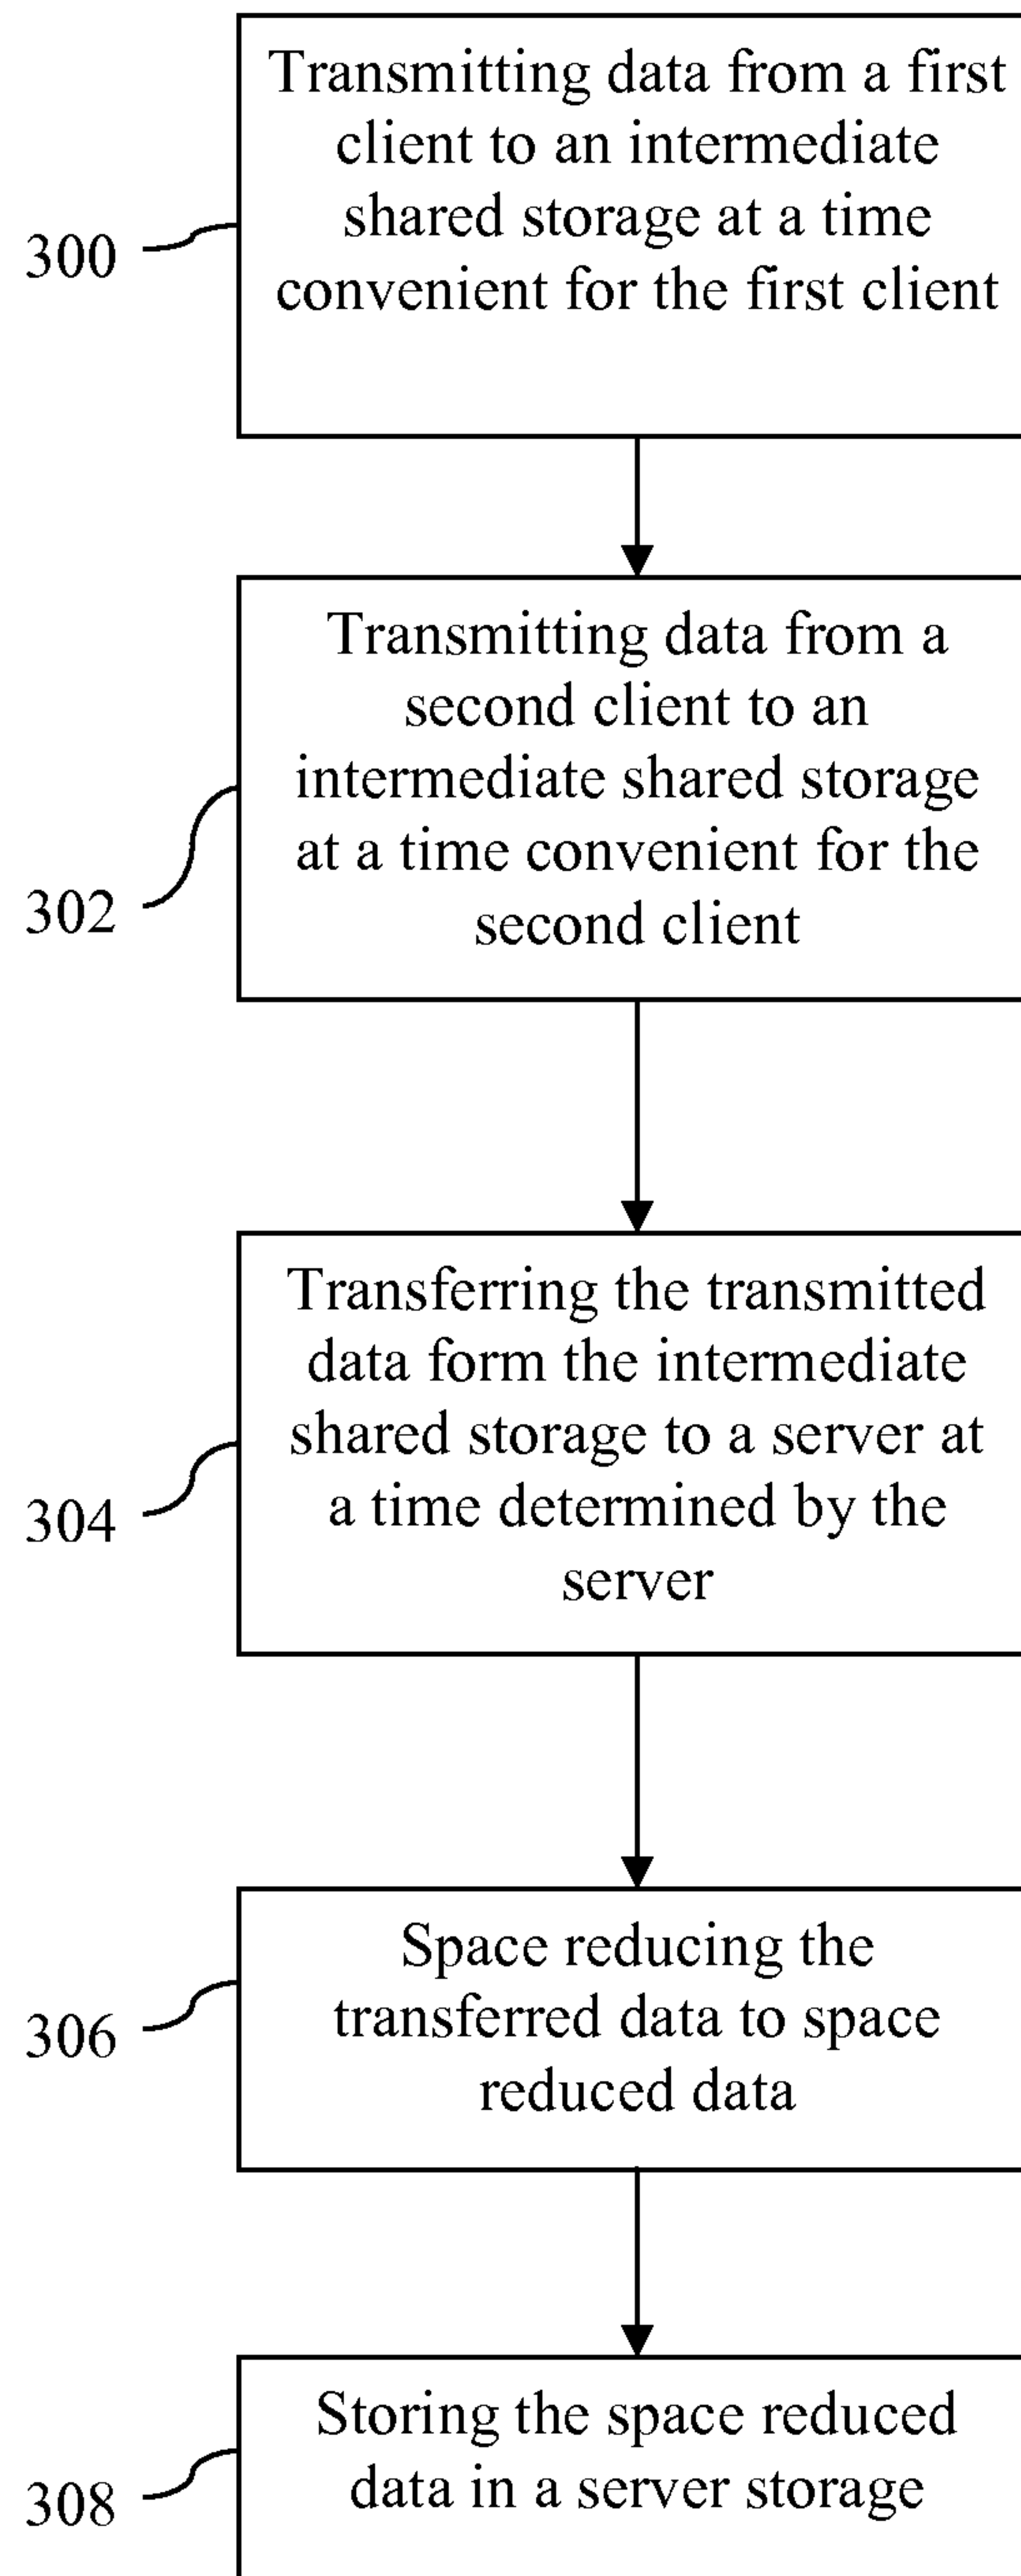 Transmitting data from a first
client to an intermediate
shared storage at a time
convenient for the first client
300
Transmitting data from a
second client to an
intermediate shared storage
at a time convenient for the
second client
302
Transferring the transmitted
data form the intermediate
shared storage to a server at
a time determined by the
server
304
Space reducing the
transferred data to space
reduced data
306
Storing the space reduced
data in a server storage
308